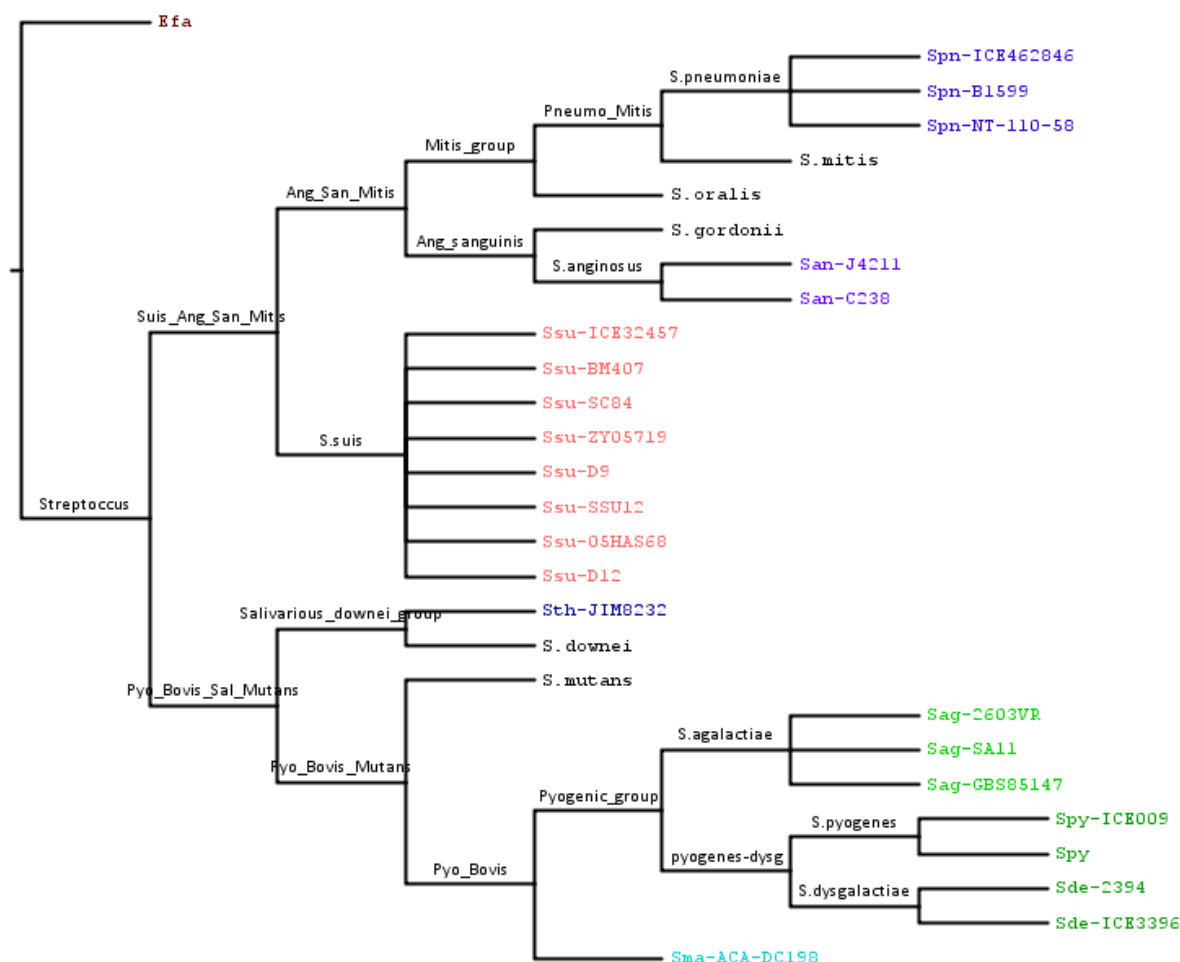 Efa
Spn-ICE462846
S.pneumoniae
Spn-B1599
Pneumo_Mitis
Spn-NT-110-58
Mitis_group
S.mitis
Ang_San_Mitis
S.oralis
S.gordonii
Ang_sanguinis
S.anginosus
San-J4211
San-C238
Suis_Ang_San_Mitis
Ssu-ICE32457
Ssu-BM407
Ssu-SC84
S.suis
Ssu-ZY05719
Ssu-D9
Streptoccus
Ssu-SSU12
Ssu-05HAS68
Ssu-D12
Salivarious_downei_group
Sth-JIM8232
S.downei
Pyo_Bovis_Sal_Mutans
S.mutans
Sag-2603VR
S.agalactiae
Sag-SA11
Pyo_Bovis_Mutans
Sag-GBS85147
Pyogenic_group
S.pyogenes
Spy-ICE009
pyogenes-dysg
Spy
Pyo_Bovis
S.dysgalactiae
Sde-2394
Sde-ICE3396
Sma-ACA-DC198